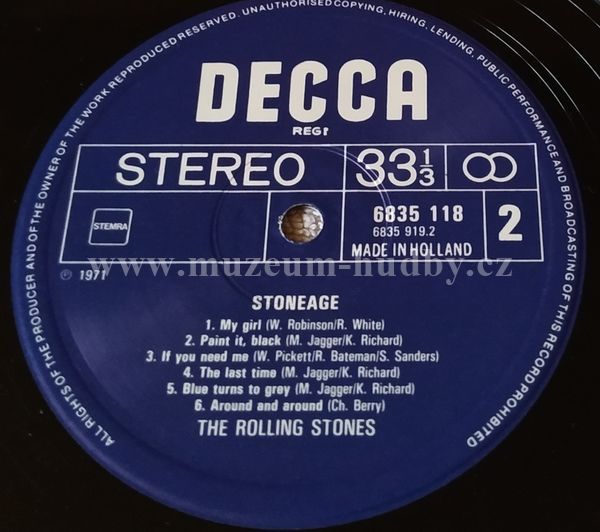 ALL RIGHTS OF THE PRODUCER AND OF THE OWNER OF THE WORK REPRODUCED RESERVED. UNAUTHORISED COPYING, HIRING, LENDING, PUBLIC PERFORMANCE AND BROADCASTING OF THIS RECORD PROHIBITED
DECCA
REGᵈ
STEREO 33⅓
STEMRA
6835 118
6835 919.2
2
MADE IN HOLLAND
℗ 1971
www.muzeum-hudby.cz
STONEAGE
1. My girl (W. Robinson/R. White)
2. Paint it, black (M. Jagger/K. Richard)
3. If you need me (W. Pickett/R. Bateman/S. Sanders)
4. The last time (M. Jagger/K. Richard)
5. Blue turns to grey (M. Jagger/K. Richard)
6. Around and around (Ch. Berry)
THE ROLLING STONES